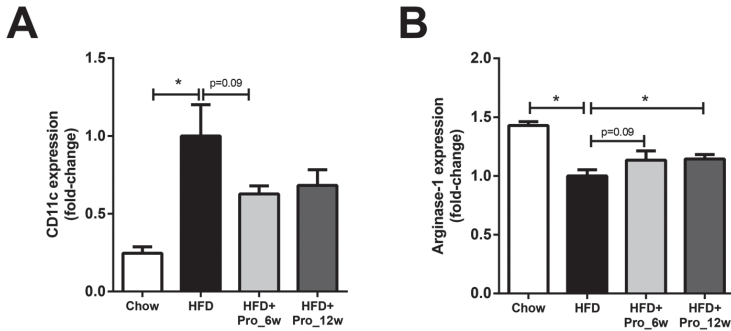 A
CD11c expression
(fold-change)
1.5
1.0
0.5
0.0
*
p=0.09
Chow
HFD
HFD+
Pro_6w
HFD+
Pro_12w
B
Arginase-1 expression
(fold-change)
2.0
1.5
1.0
0.5
0.0
*
*
p=0.09
Chow
HFD
HFD+
Pro_6w
HFD+
Pro_12w